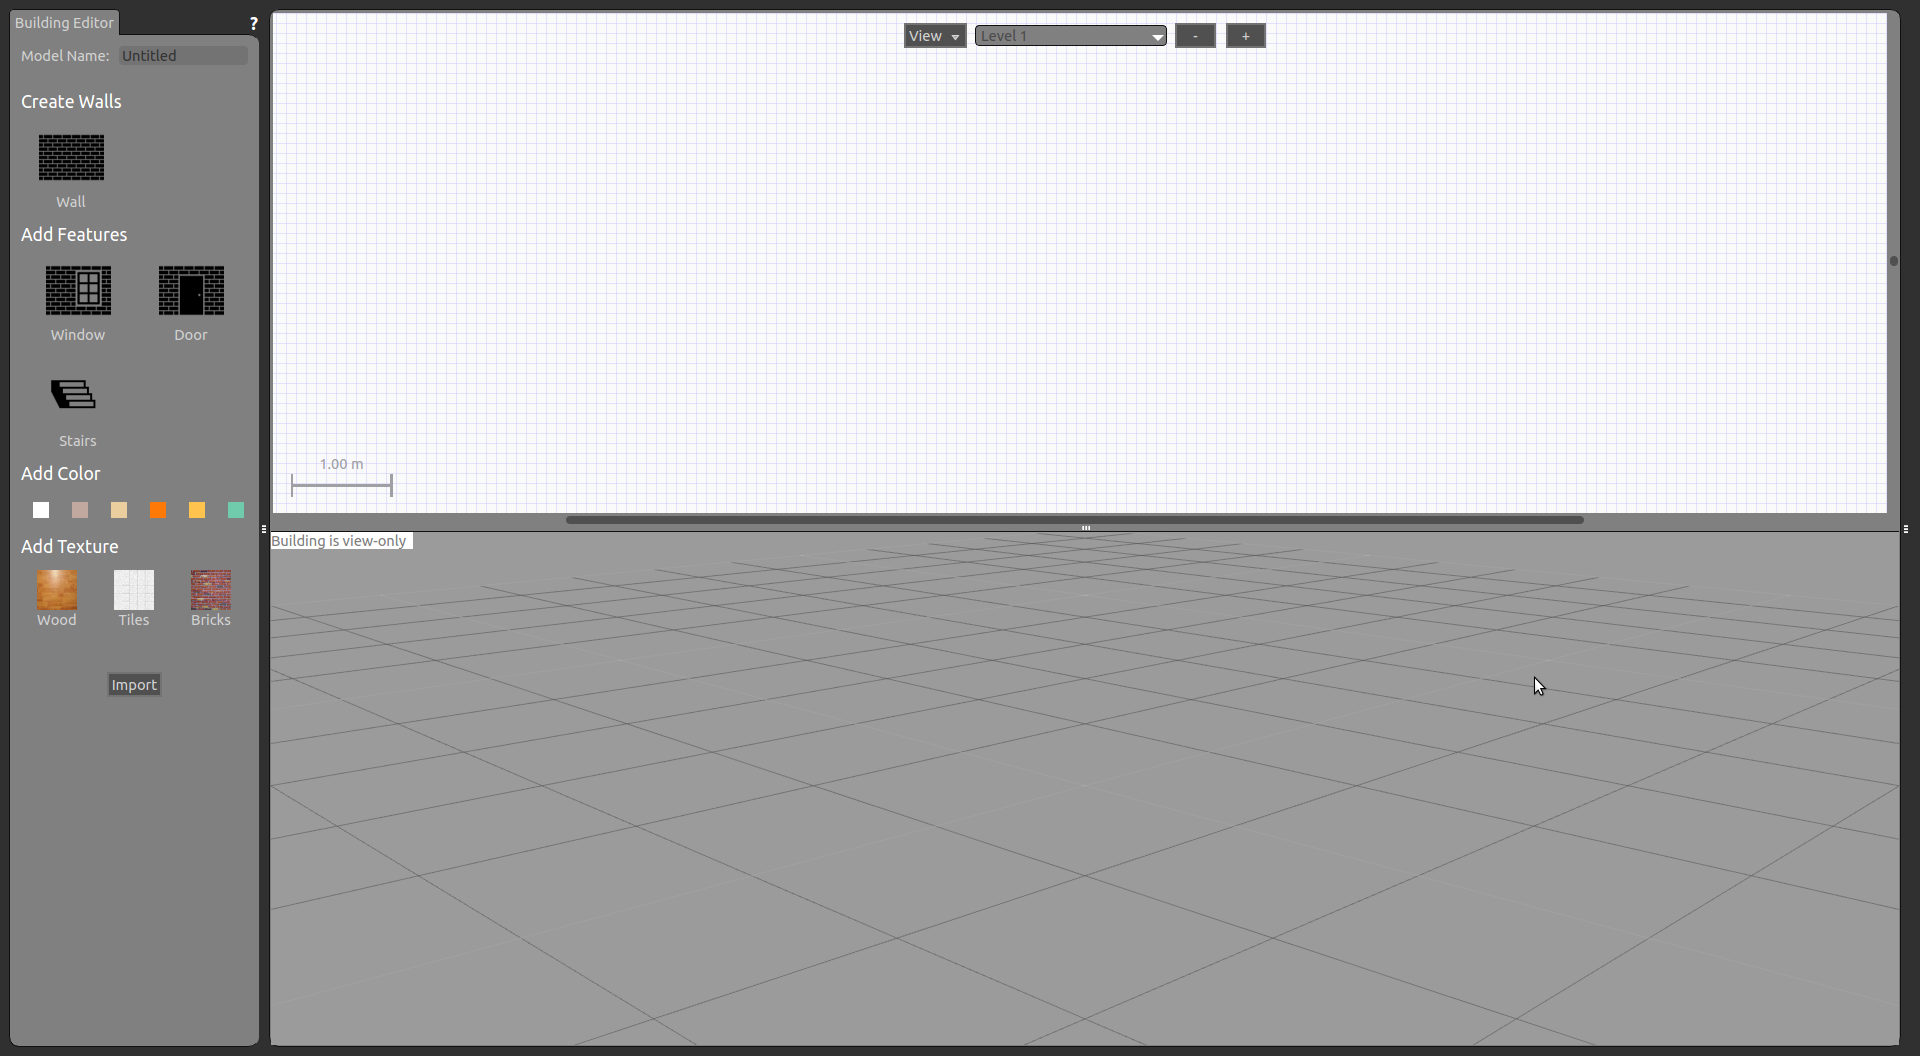 Building Editor
?
Model Name: Untitled
Create Walls
Wall
Add Features
Window
Door
Stairs
Add Color
Add Texture
Wood
Tiles
Bricks
Import
View
Level 1
-
+
1.00 m
Building is view-only